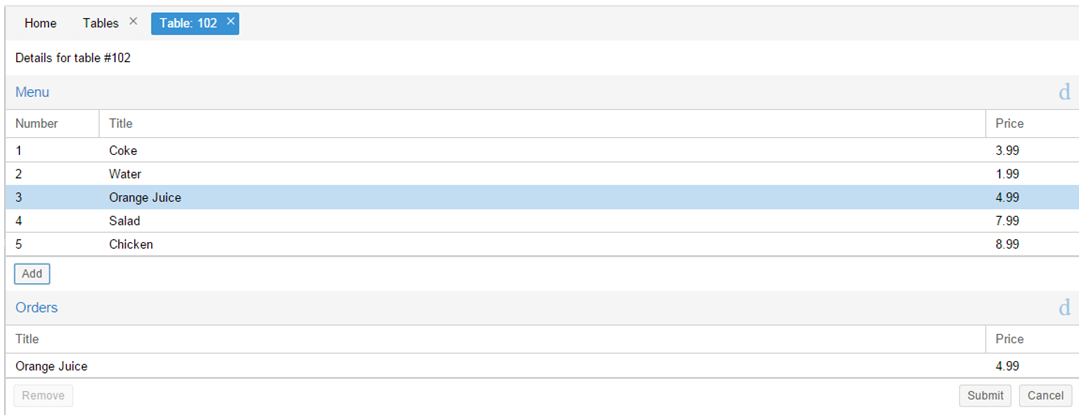 Home Tables × Table: 102 ×
Details for table #102
Menu d
Number Title Price
1 Coke 3.99
2 Water 1.99
3 Orange Juice 4.99
4 Salad 7.99
5 Chicken 8.99
Add
Orders d
Title Price
Orange Juice 4.99
Remove Submit Cancel